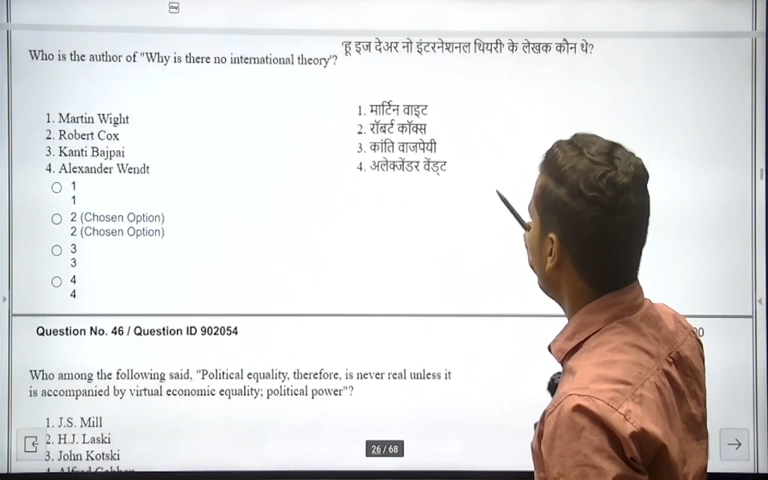 Who is the author of "Why is there no international theory'?
'हू इज देअर नो इंटरनेशनल थियरी' के लेखक कौन थे?
1. Martin Wight
2. Robert Cox
3. Kanti Bajpai
4. Alexander Wendt
1. मार्टिन वाइट
2. रॉबर्ट कॉक्स
3. कांति वाजपेयी
4. अलेक्जेंडर वेंड्ट
1
1
2 (Chosen Option)
2 (Chosen Option)
3
3
4
4
Question No. 46 / Question ID 902054
Who among the following said, "Political equality, therefore, is never real unless it
is accompanied by virtual economic equality; political power"?
1. J.S. Mill
2. H.J. Laski
3. John Kotski
26 / 68